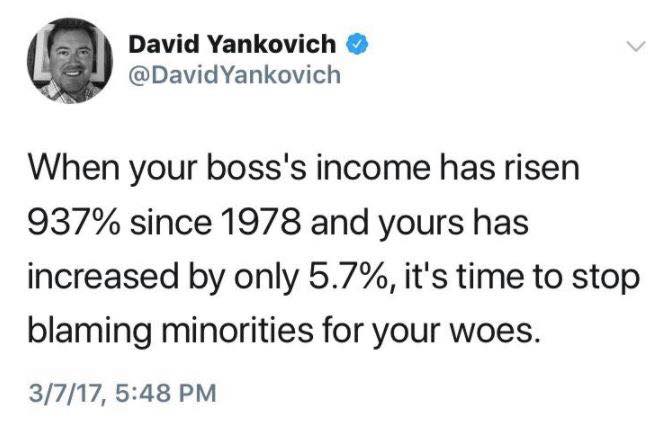 David Yankovich
@DavidYankovich
When your boss's income has risen
937% since 1978 and yours has
increased by only 5.7%, it's time to stop
blaming minorities for your woes.
3/7/17, 5:48 PM